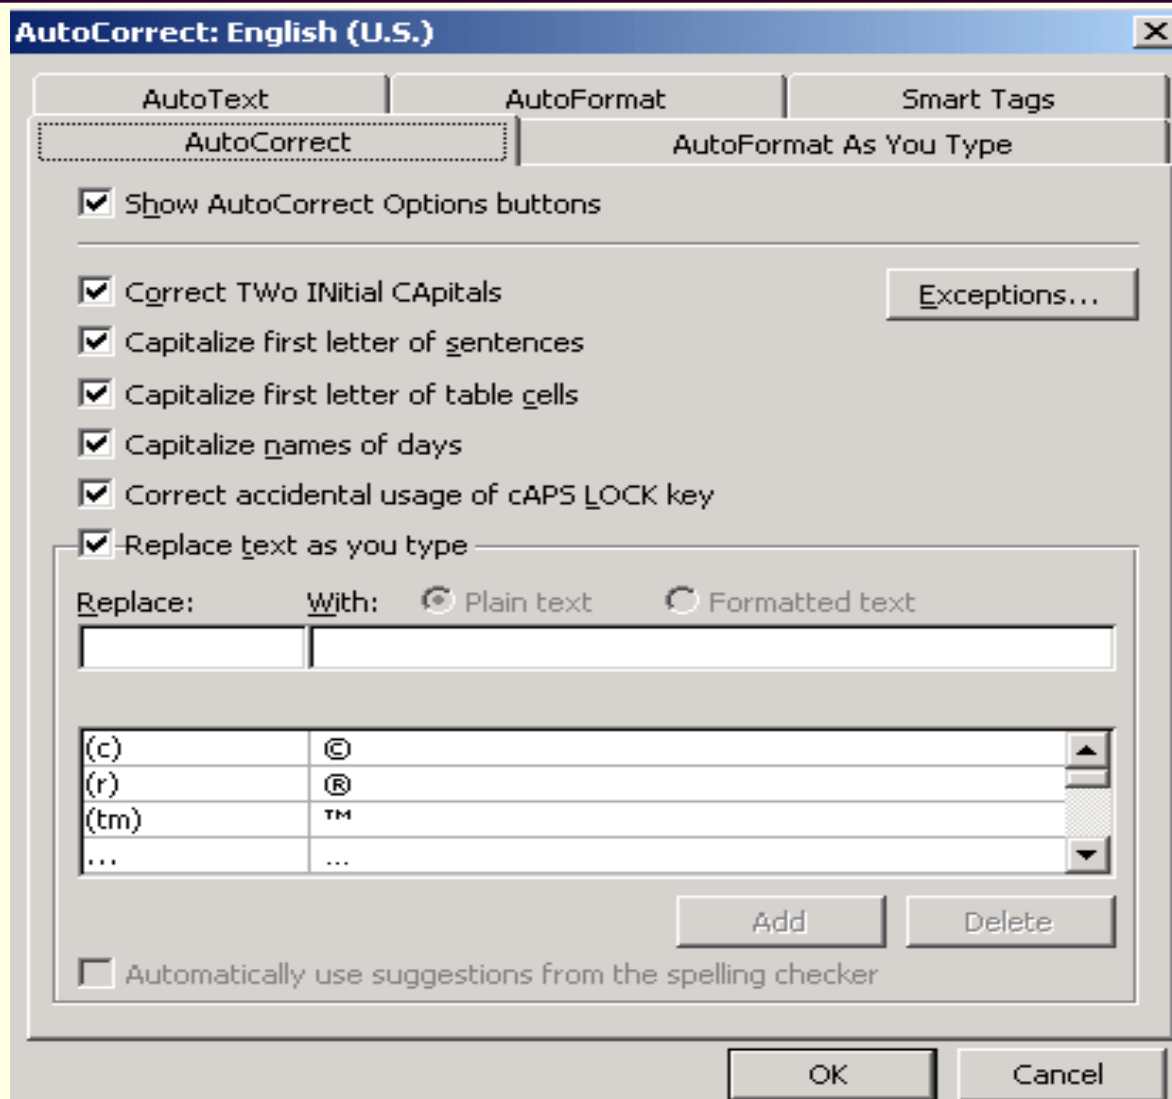 AutoCorrect: English (U.S.)
AutoText AutoFormat Smart Tags
AutoCorrect AutoFormat As You Type
Show AutoCorrect Options buttons
Correct TWo INitial CApitals Exceptions...
Capitalize first letter of sentences
Capitalize first letter of table cells
Capitalize names of days
Correct accidental usage of cAPS LOCK key
Replace text as you type
Replace: With: Plain text Formatted text
(c) ©
(r) ®
(tm) ™
... …
Add Delete
Automatically use suggestions from the spelling checker
OK Cancel